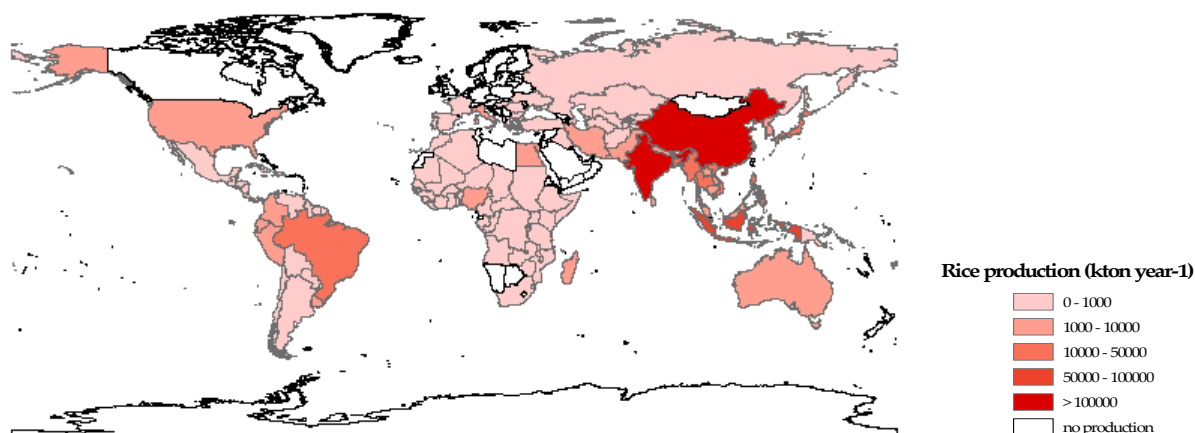 Rice production (kton year-1)
0 - 1000
1000 - 10000
10000 - 50000
50000 - 100000
> 100000
no production